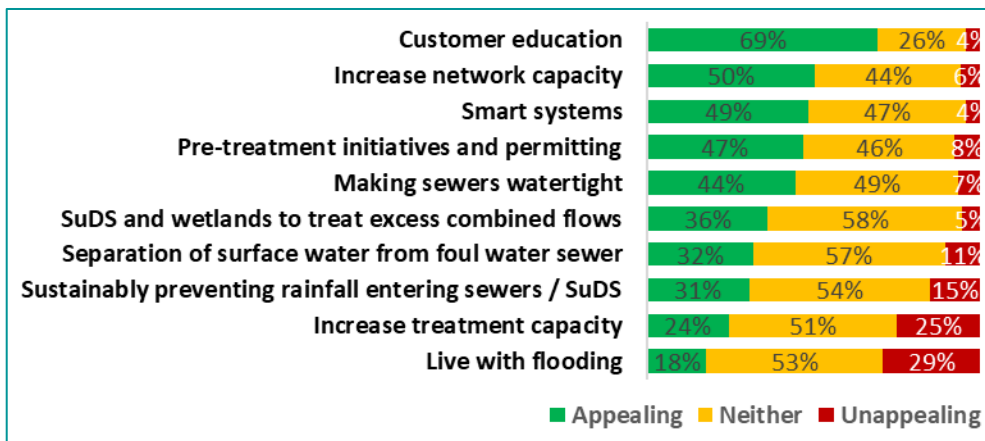 Customer education 69% 26% 4%
Increase network capacity 50% 44% 6%
Smart systems 49% 47% 4%
Pre-treatment initiatives and permitting 47% 46% 8%
Making sewers watertight 44% 49% 7%
SuDS and wetlands to treat excess combined flows 36% 58% 5%
Separation of surface water from foul water sewer 32% 57% 11%
Sustainably preventing rainfall entering sewers / SuDS 31% 54% 15%
Increase treatment capacity 24% 51% 25%
Live with flooding 18% 53% 29%
Appealing Neither Unappealing